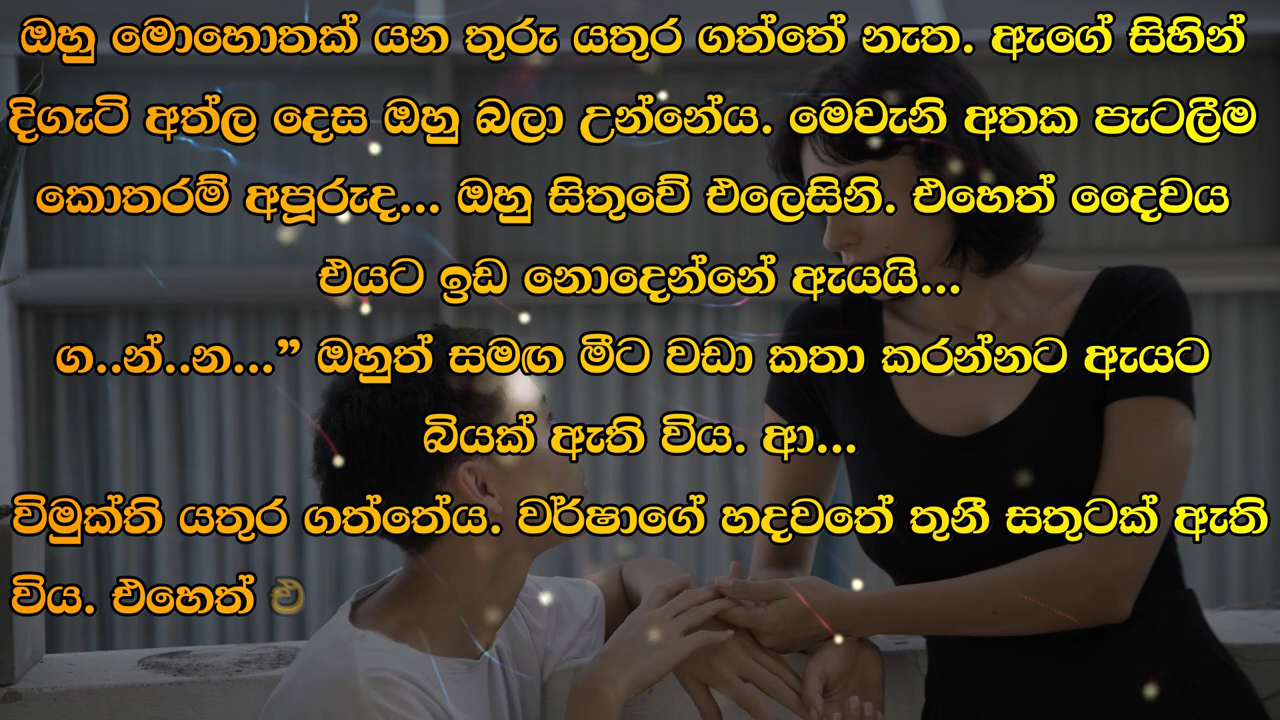 ඔහු මොහොතක් යන තුරු යතුර ගත්තේ නැත. ඇගේ සිහින්
දිගැටි අත්ල දෙස ඔහු බලා උන්නේය. මෙවැනි අතක පැටලීම
කොතරම් අපූරුද... ඔහු සිතුවේ එලෙසිනි. එහෙත් දෛවය
එයට ඉඩ නොදෙන්නේ ඇයයි...
ග..න්..න...” ඔහුත් සමඟ මීට වඩා කතා කරන්නට ඇයට
බියක් ඇති විය. ආ...
විමුක්ති යතුර ගත්තේය. වර්ෂාගේ හදවතේ තුනී සතුටක් ඇති
විය. එහෙත් එ